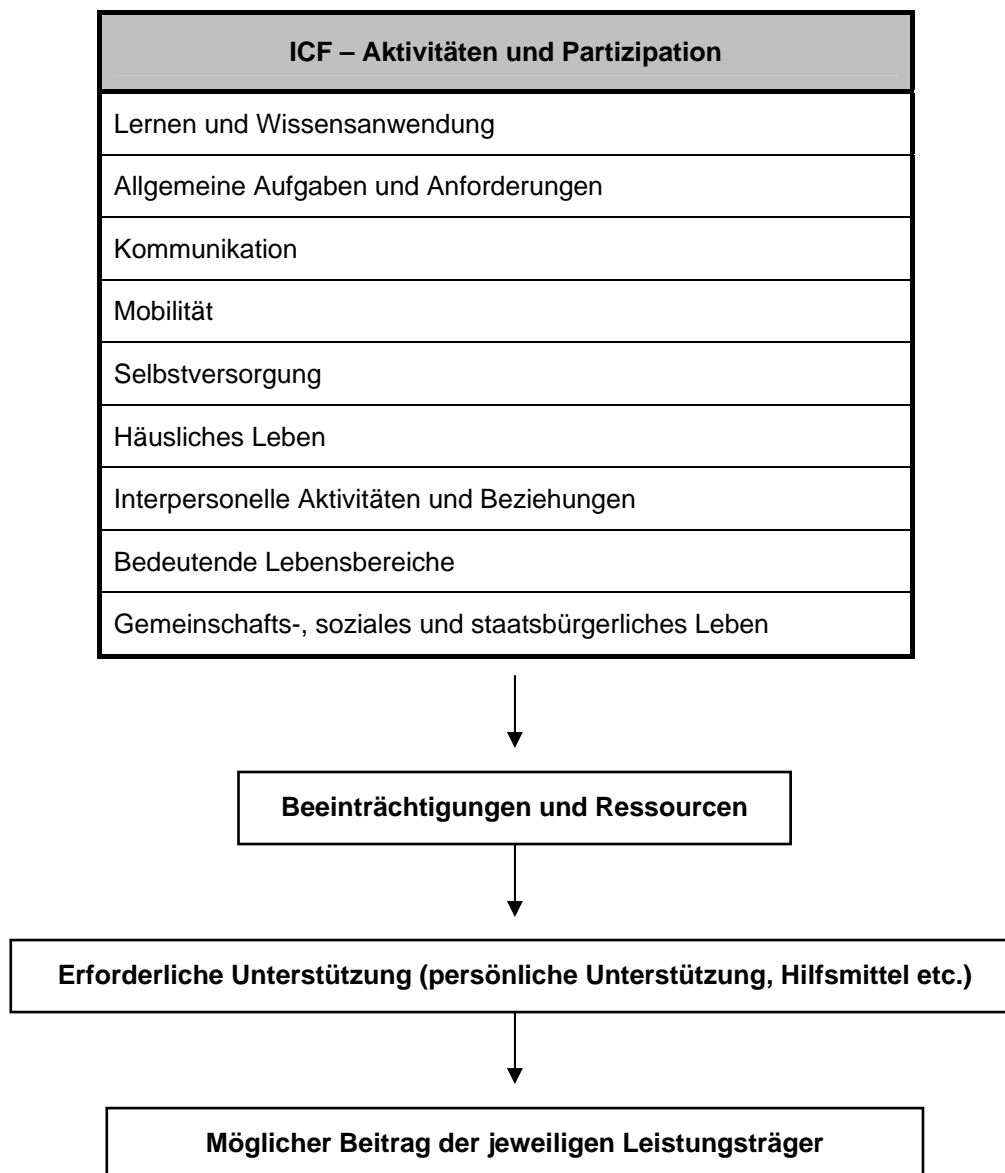 ICF – Aktivitäten und Partizipation
Lernen und Wissensanwendung
Allgemeine Aufgaben und Anforderungen
Kommunikation
Mobilität
Selbstversorgung
Häusliches Leben
Interpersonelle Aktivitäten und Beziehungen
Bedeutende Lebensbereiche
Gemeinschafts-, soziales und staatsbürgerliches Leben
Beeinträchtigungen und Ressourcen
Erforderliche Unterstützung (persönliche Unterstützung, Hilfsmittel etc.)
Möglicher Beitrag der jeweiligen Leistungsträger